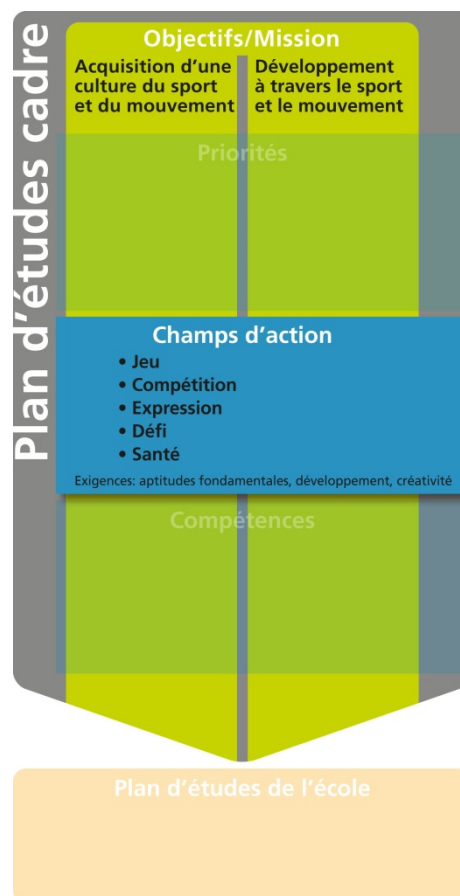 Plan d’études cadre
Objectifs/Mission
Acquisition d’une
culture du sport
et du mouvement
Développement
à travers le sport
et le mouvement
Priorités
Champs d’action
• Jeu
• Compétition
• Expression
• Défi
• Santé
Exigences: aptitudes fondamentales, développement, créativité
Compétences
Plan d’études de l’école